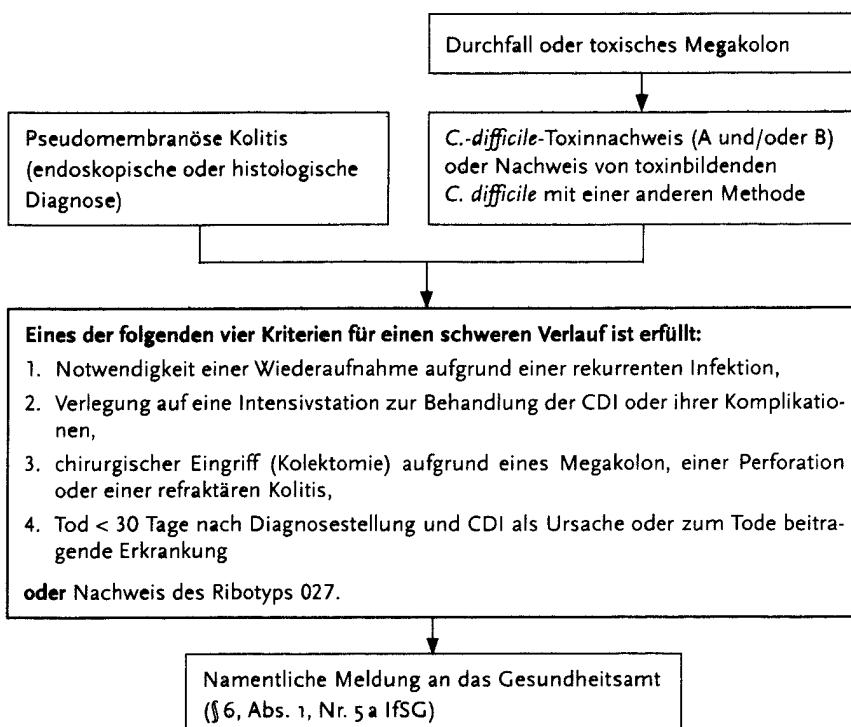 Durchfall oder toxisches Megakolon
Pseudomembranöse Kolitis
(endoskopische oder histologische
Diagnose)
C.-difficile-Toxinnachweis (A und/oder B)
oder Nachweis von toxinbildenden
C. difficile mit einer anderen Methode
Eines der folgenden vier Kriterien für einen schweren Verlauf ist erfüllt:
1. Notwendigkeit einer Wiederaufnahme aufgrund einer rekurrenten Infektion,
2. Verlegung auf eine Intensivstation zur Behandlung der CDI oder ihrer Komplikatio-
nen,
3. chirurgischer Eingriff (Kolektomie) aufgrund eines Megakolon, einer Perforation
oder einer refraktären Kolitis,
4. Tod < 30 Tage nach Diagnosestellung und CDI als Ursache oder zum Tode beitra-
gende Erkrankung
oder Nachweis des Ribotyps 027.
Namentliche Meldung an das Gesundheitsamt
(§ 6, Abs. 1, Nr. 5 a IfSG)